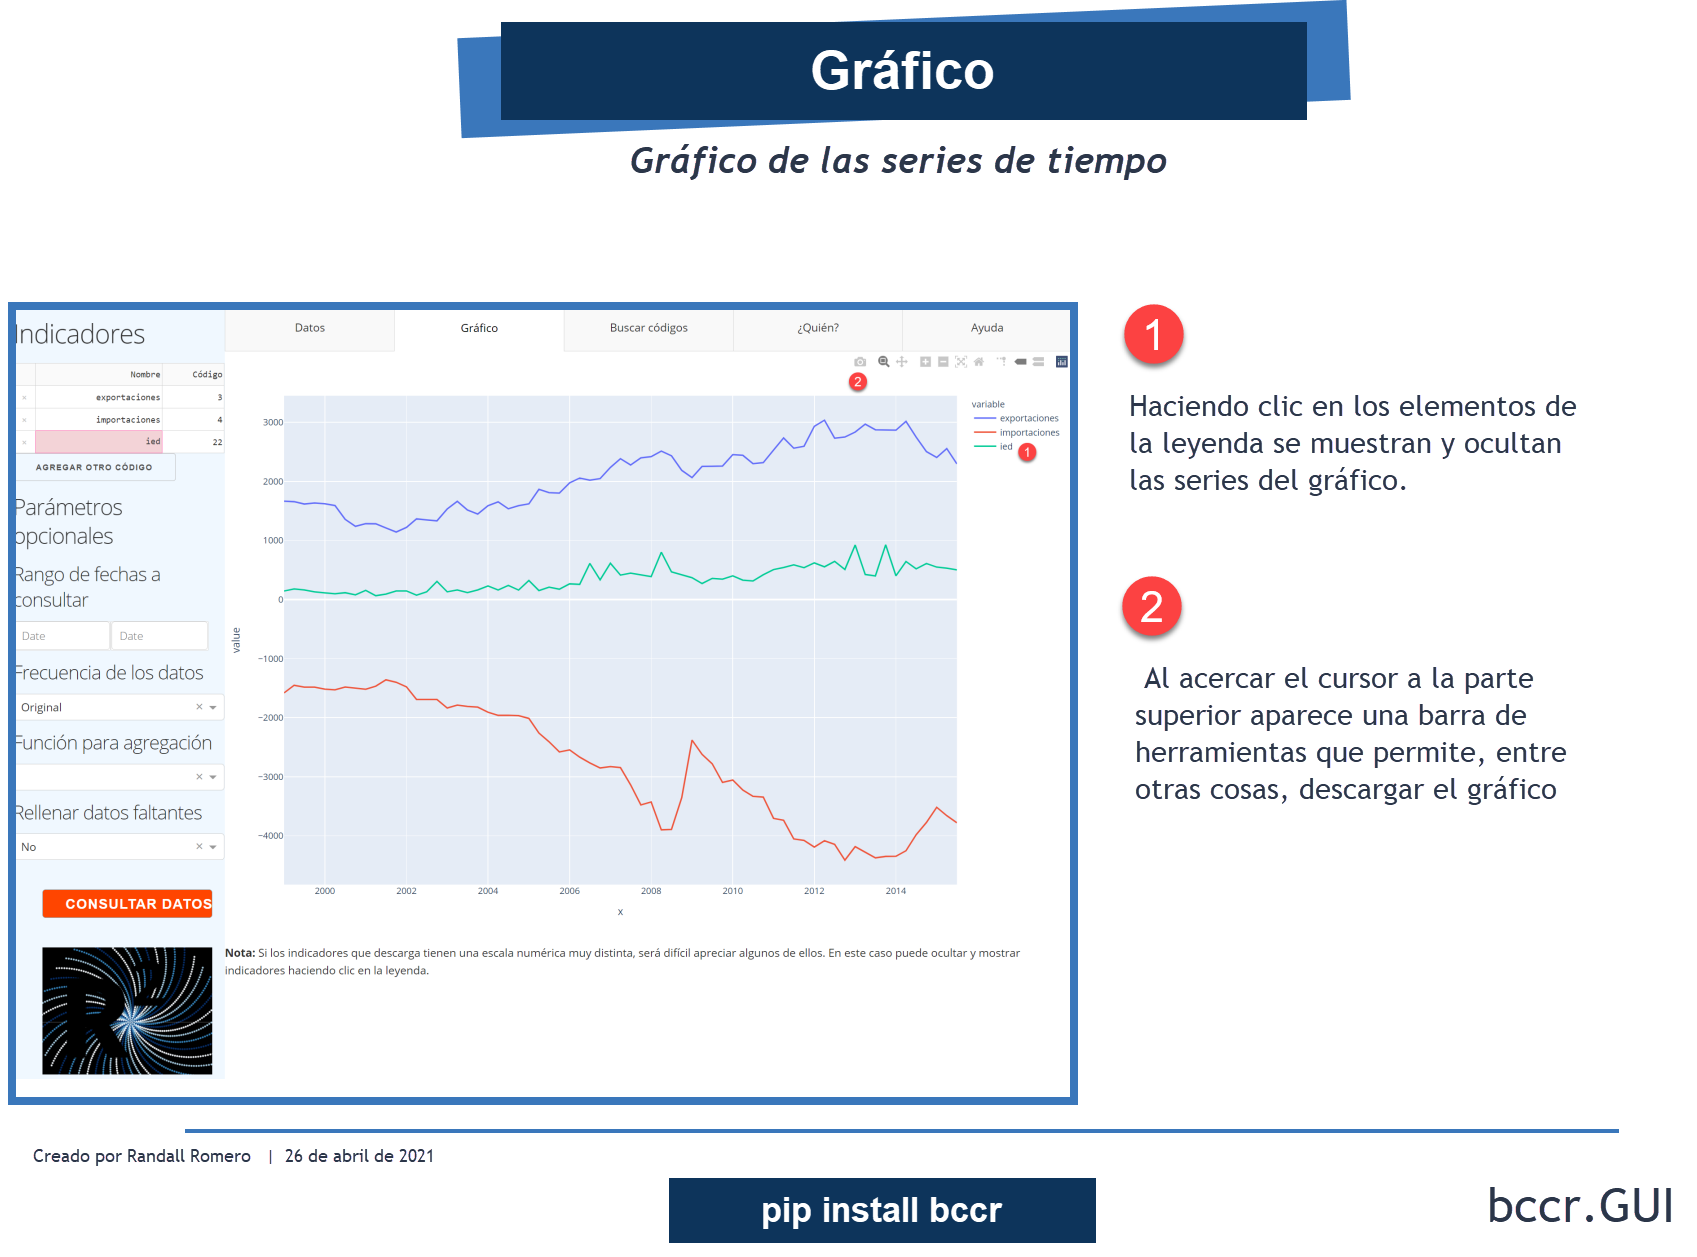 Gráfico
Gráfico de las series de tiempo
Indicadores
Nombre Código
× exportaciones 3
× importaciones 4
× ied 22
AGREGAR OTRO CÓDIGO
Parámetros
opcionales
Rango de fechas a
consultar
Date Date
Frecuencia de los datos
Original ×
Función para agregación
×
Rellenar datos faltantes
No ×
CONSULTAR DATOS
R
Datos Gráfico Buscar códigos ¿Quién? Ayuda
2
variable
exportaciones
importaciones
ied 1
3000
2000
1000
0
−1000
−2000
−3000
−4000
value
2000 2002 2004 2006 2008 2010 2012 2014
x
Nota: Si los indicadores que descarga tienen una escala numérica muy distinta, será difícil apreciar algunos de ellos. En este caso puede ocultar y mostrar
indicadores haciendo clic en la leyenda.
1
Haciendo clic en los elementos de
la leyenda se muestran y ocultan
las series del gráfico.
2
Al acercar el cursor a la parte
superior aparece una barra de
herramientas que permite, entre
otras cosas, descargar el gráfico
Creado por Randall Romero | 26 de abril de 2021
pip install bccr
bccr.GUI